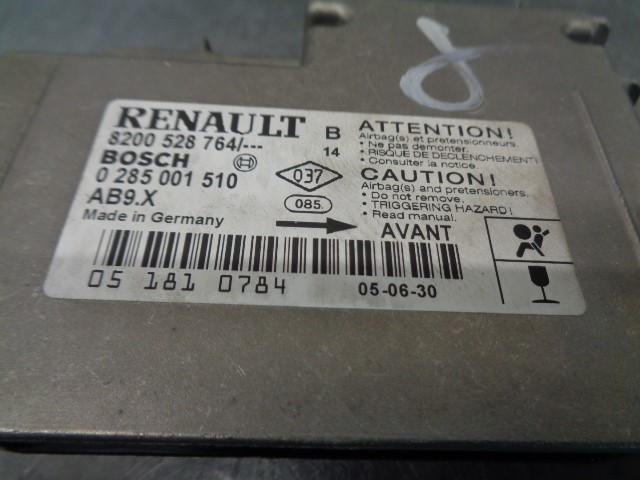 RENAULT
8200 528 764/---
BOSCH
0 285 001 510
AB9.X
Made in Germany
B
14
037
085
AVANT
ATTENTION!
Airbag(s) et pretensionneurs.
• Ne pas demonter.
• RISQUE DE DECLENCHEMENT!
• Consulter la notice.
CAUTION!
Airbag(s) and pretensioners.
• Do not remove.
• TRIGGERING HAZARD!
• Read manual.
05 181 0784
05-06-30
8